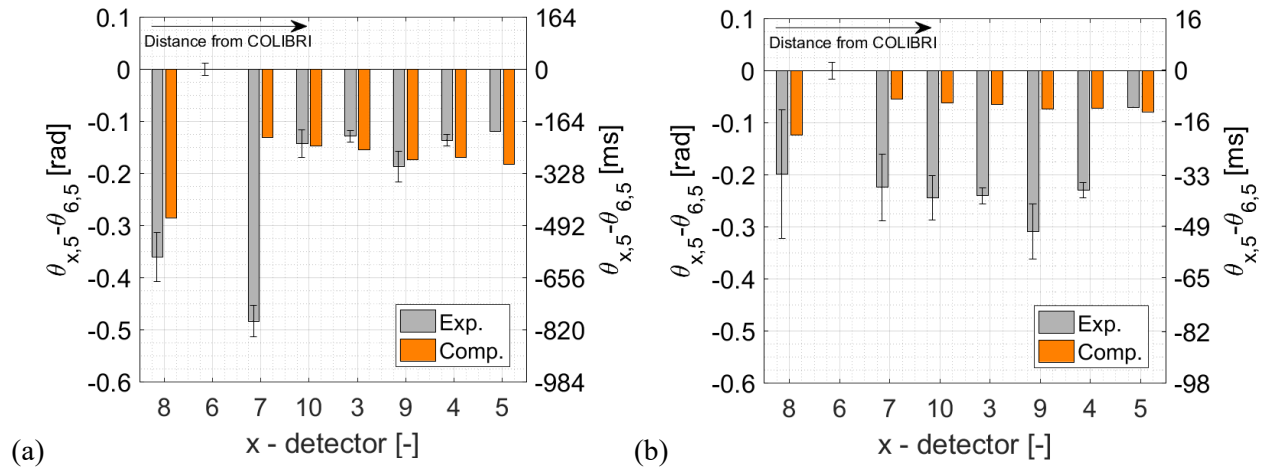 0.1
0
-0.1
-0.2
-0.3
-0.4
-0.5
-0.6
θx,5-θ6,5 [rad]
Distance from COLIBRI
Exp.
Comp.
164
0
-164
-328
-492
-656
-820
-984
θx,5-θ6,5 [ms]
8 6 7 10 3 9 4 5
x - detector [-]
(a)
0.1
0
-0.1
-0.2
-0.3
-0.4
-0.5
-0.6
θx,5-θ6,5 [rad]
Distance from COLIBRI
Exp.
Comp.
16
0
-16
-33
-49
-65
-82
-98
θx,5-θ6,5 [ms]
8 6 7 10 3 9 4 5
x - detector [-]
(b)